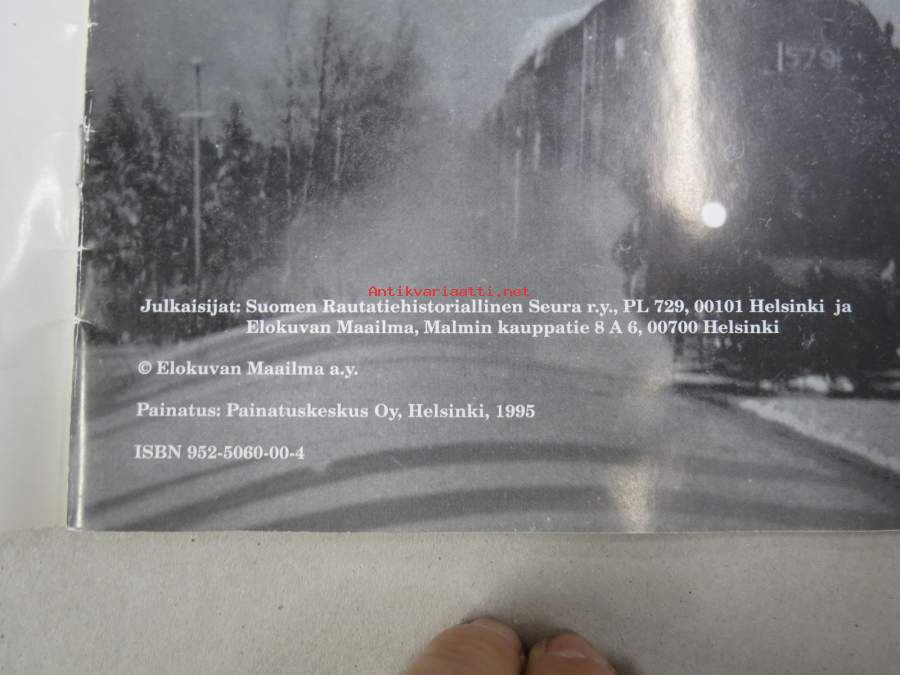 1579
Antikvariaatti.net
Julkaisijat: Suomen Rautatiehistoriallinen Seura r.y., PL 729, 00101 Helsinki ja
Elokuvan Maailma, Malmin kauppatie 8 A 6, 00700 Helsinki
© Elokuvan Maailma a.y.
Painatus: Painatuskeskus Oy, Helsinki, 1995
ISBN 952-5060-00-4